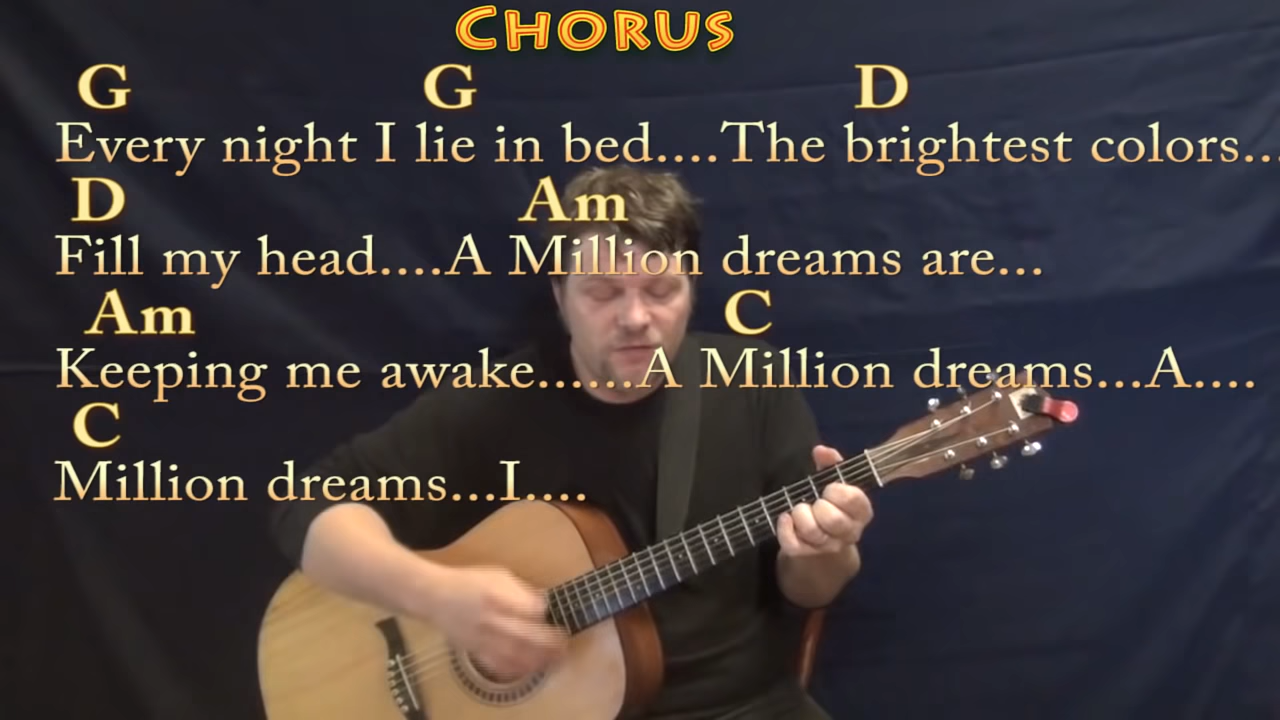 CHORUS
G G D
Every night I lie in bed....The brightest colors...
D Am
Fill my head....A Million dreams are...
Am C
Keeping me awake......A Million dreams...A....
C
Million dreams...I....